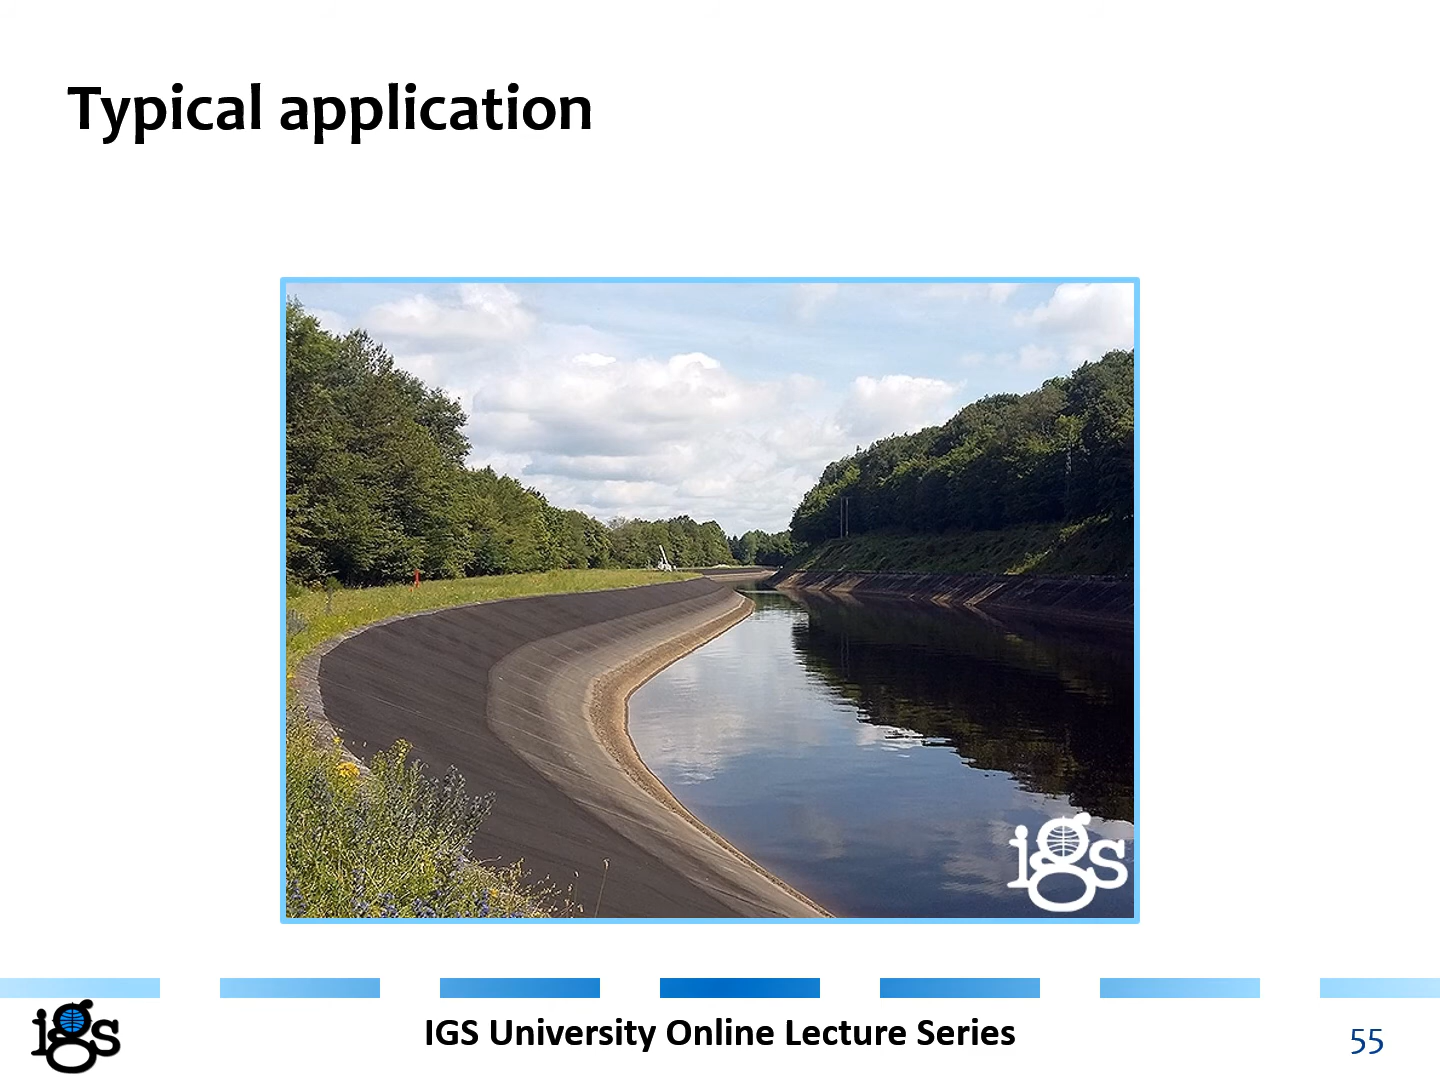 Typical application
igs
igs
IGS University Online Lecture Series
55